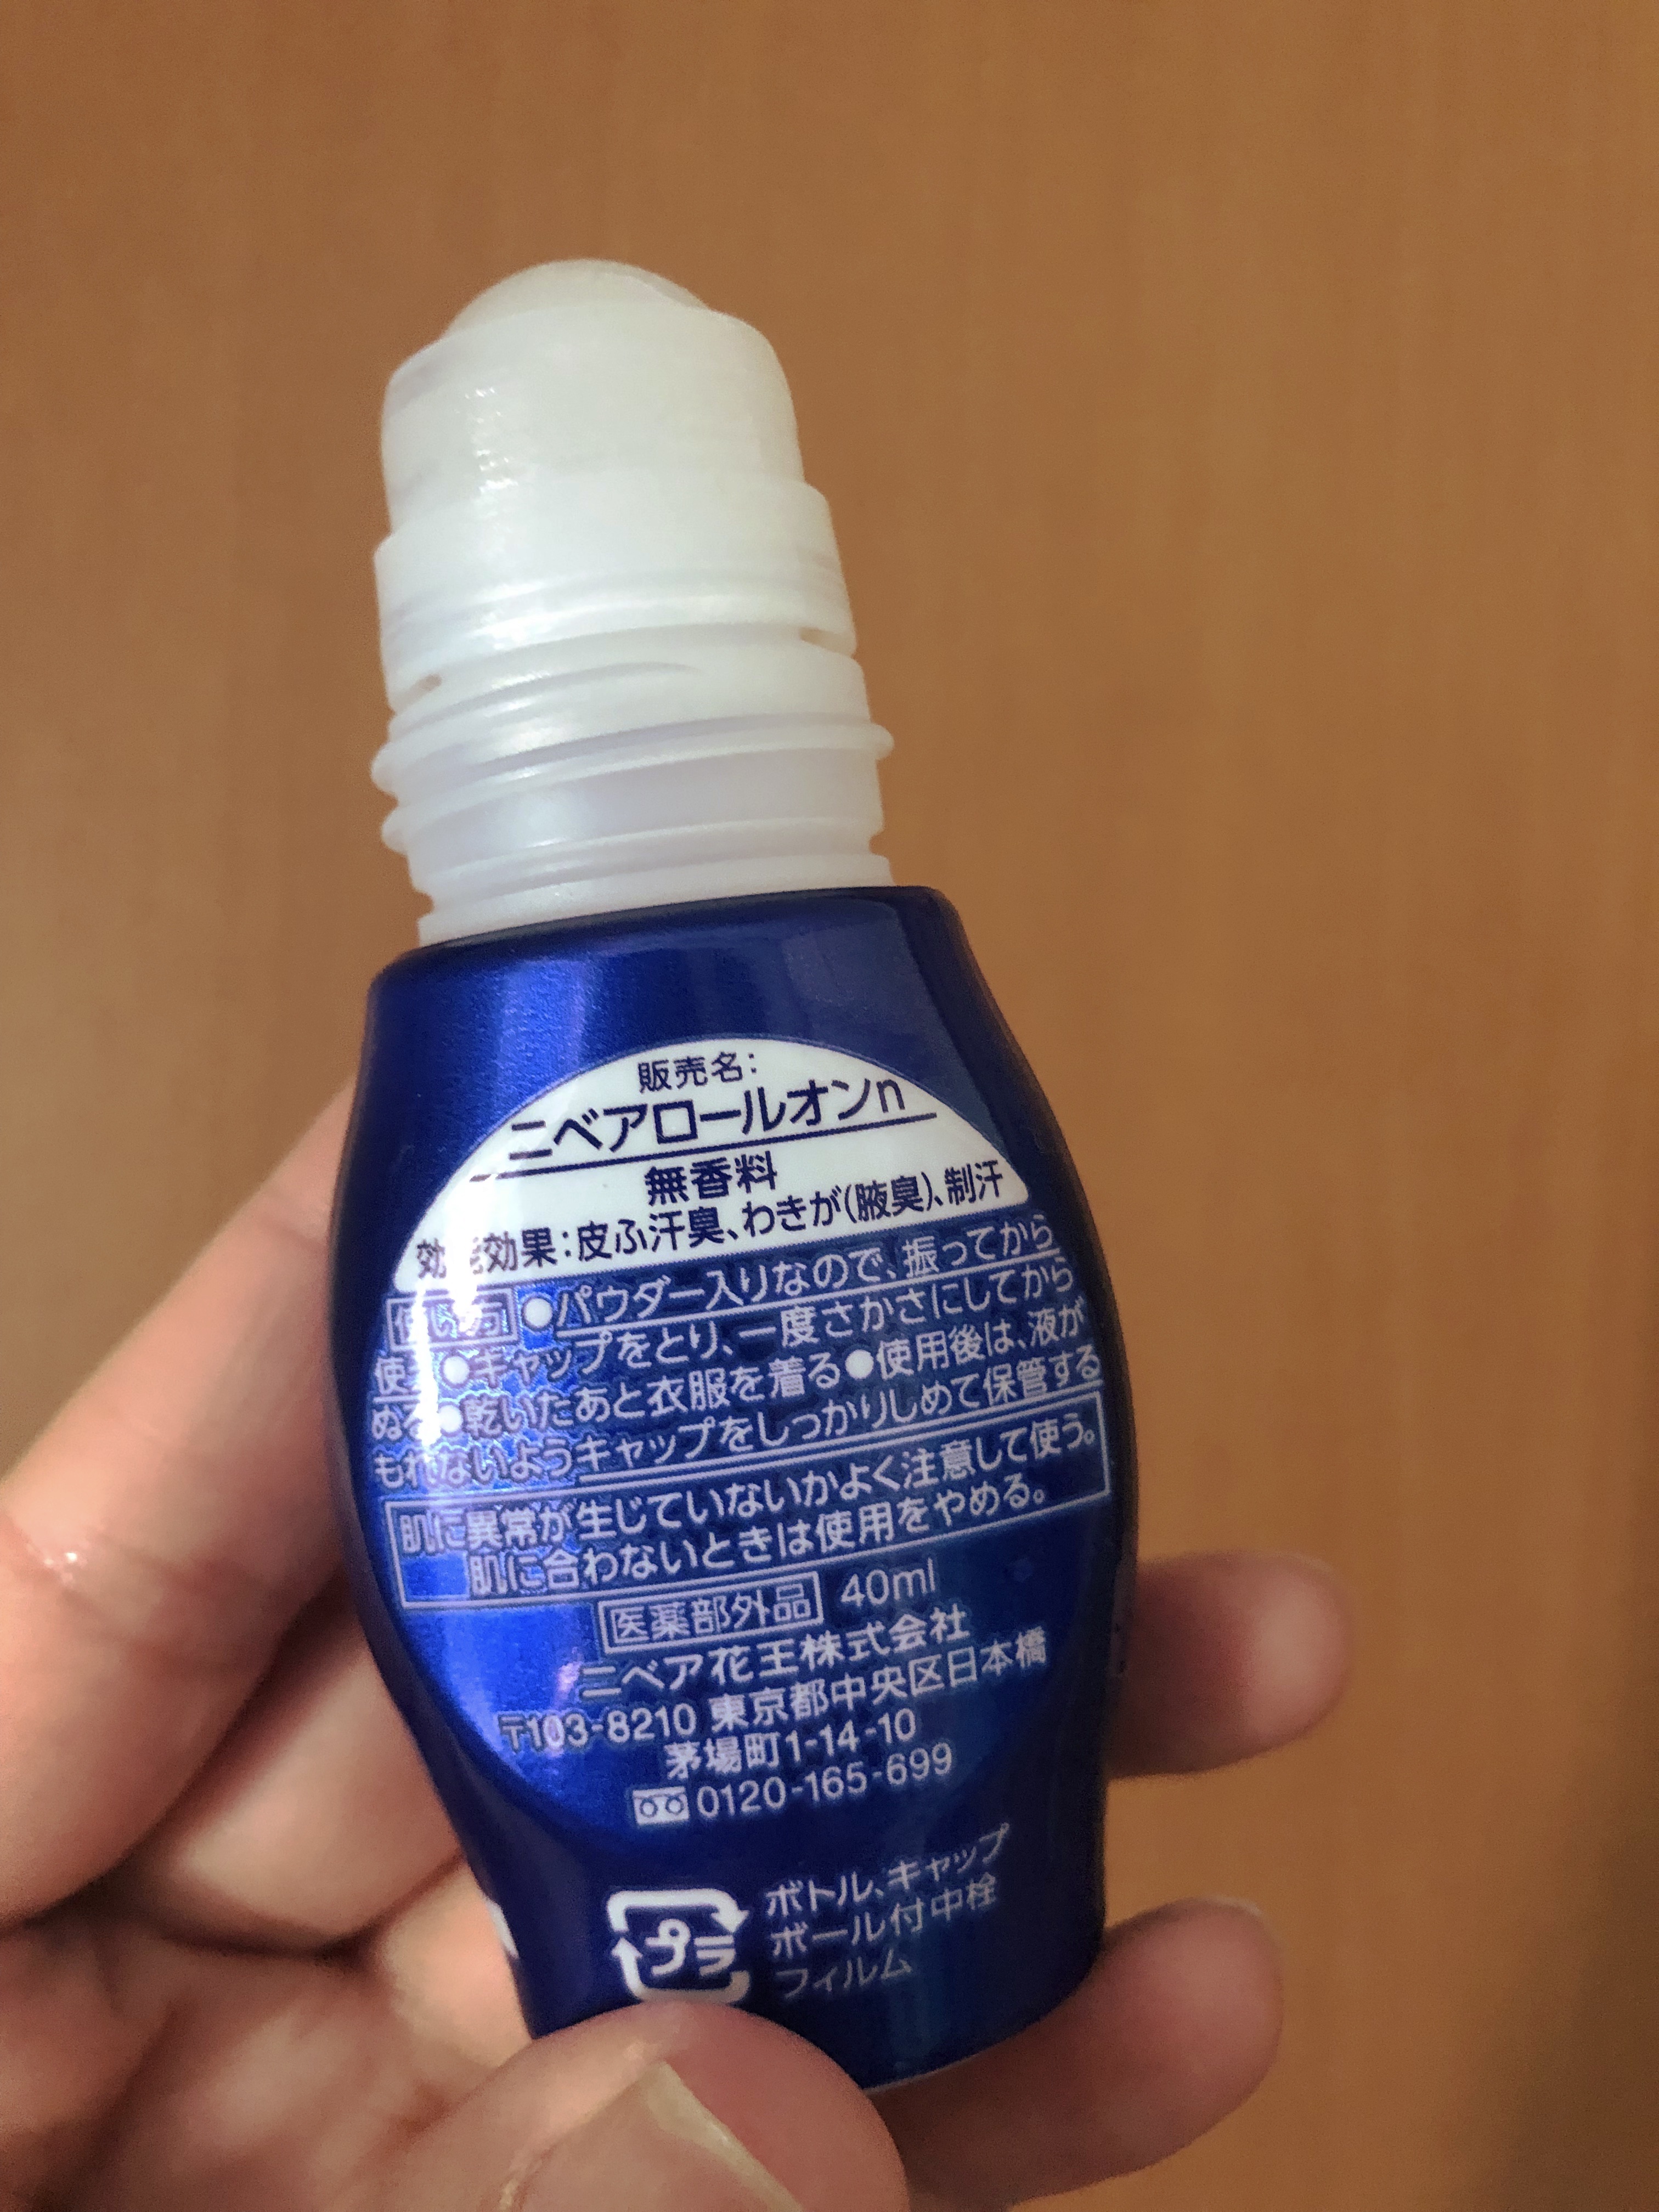 販売名:
ニベアロールオンn
無香料
効能効果:皮ふ汗臭、わきが(腋臭)、制汗
使い方 ●パウダー入りなので、振ってから
使う●キャップをとり、一度さかさにしてから
ぬる●乾いたあと衣服を着る●使用後は、液が
もれないようキャップをしっかりしめて保管する
肌に異常が生じていないかよく注意して使う。
肌に合わないときは使用をやめる。
医薬部外品 40ml
ニベア花王株式会社
〒103-8210 東京都中央区日本橋
茅場町1-14-10
0120-165-699
プラ
ボトル、キャップ
ボール付中栓
フィルム